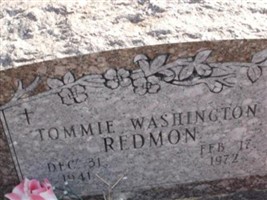 TOMMIE WASHINGTON
REDMON
DEC. 31, FEB 17,
1941 1972